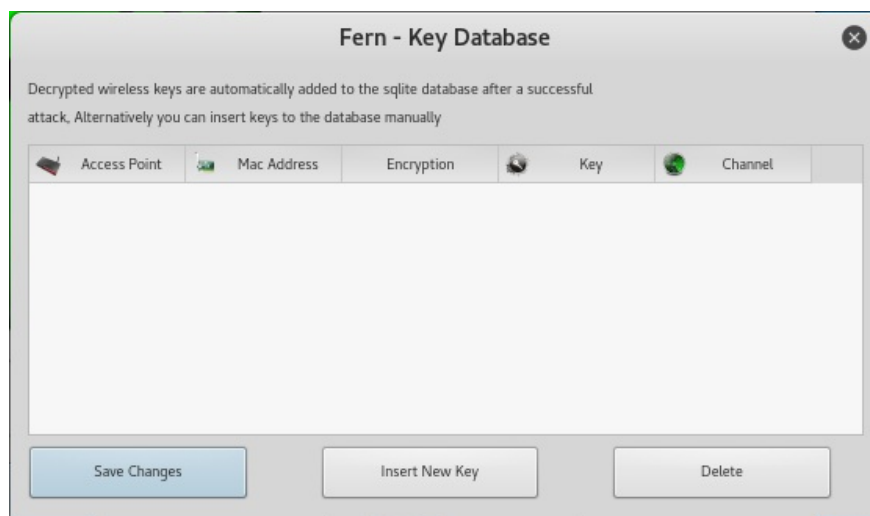 Fern - Key Database
Decrypted wireless keys are automatically added to the sqlite database after a successful
attack, Alternatively you can insert keys to the database manually
Access Point Mac Address Encryption Key Channel
Save Changes Insert New Key Delete